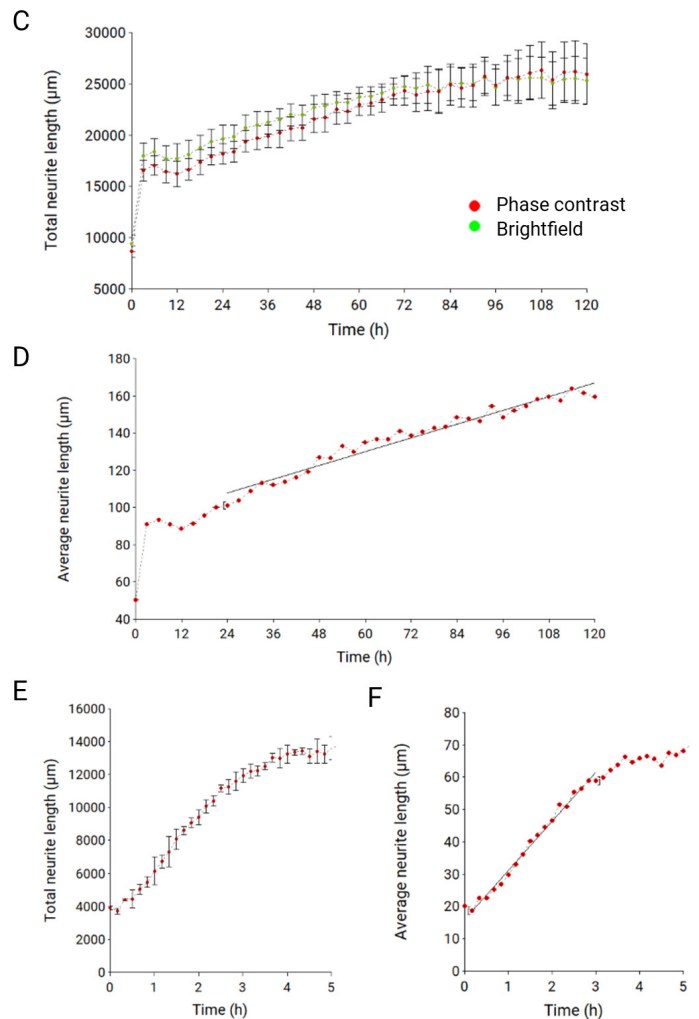 C
Total neurite length (µm)
30000
25000
20000
15000
10000
5000
0 12 24 36 48 60 72 84 96 108 120
Time (h)
Phase contrast
Brightfield
D
Average neurite length (µm)
180
160
140
120
100
80
60
40
0 12 24 36 48 60 72 84 96 108 120
Time (h)
E
Total neurite length (µm)
16000
14000
12000
10000
8000
6000
4000
2000
0
0 1 2 3 4 5
Time (h)
F
Average neurite length (µm)
80
70
60
50
40
30
20
10
0
0 1 2 3 4 5
Time (h)